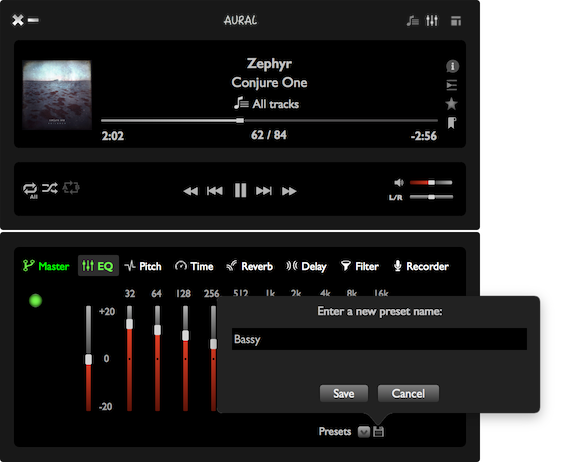 AURAL
Zephyr
Conjure One
All tracks
2:02 62 / 84 -2:56
All
L/R
Master EQ Pitch Time Reverb Delay Filter Recorder
32 64 128 256 512 1k 2k 4k 8k 16k
+20
0
-20
Enter a new preset name:
Bassy
Save Cancel
Presets